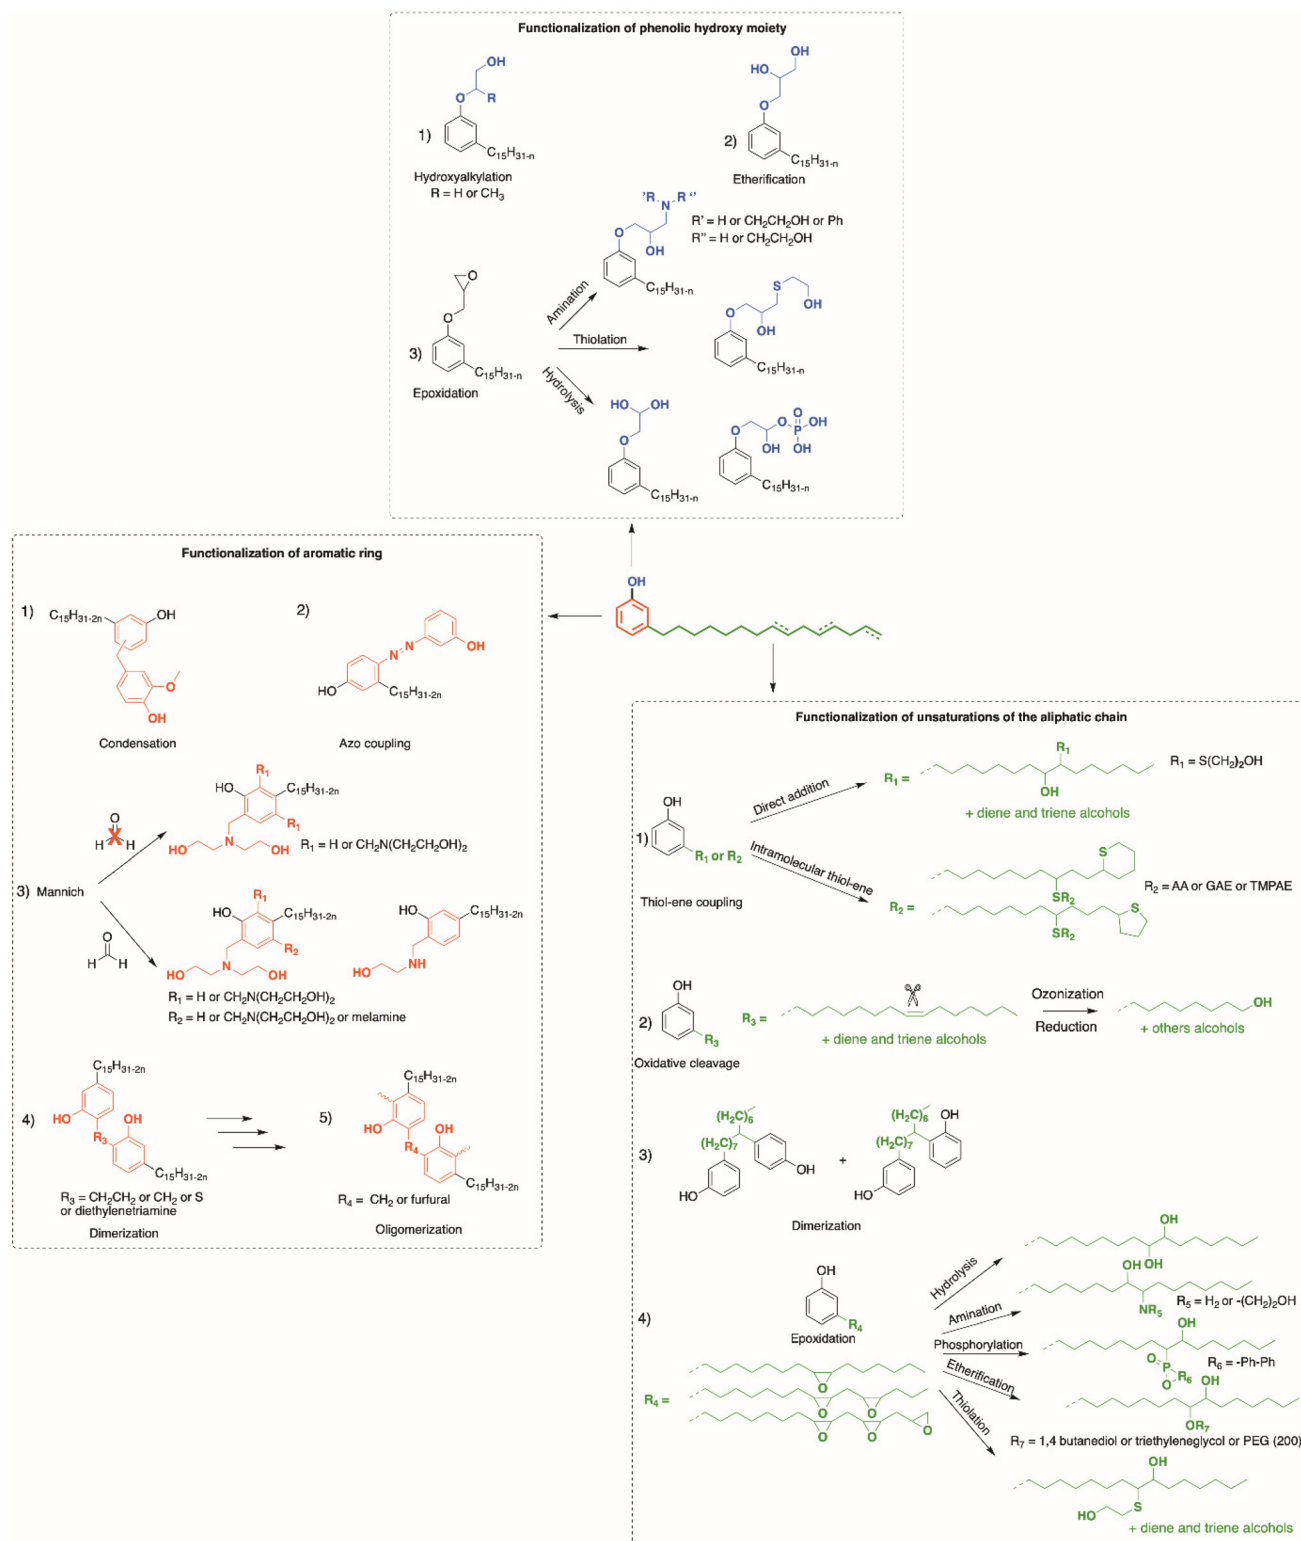 Functionalization of phenolic hydroxy moiety
OH
O
R
1)
C15H31-n
Hydroxyalkylation
R = H or CH3
OH
HO
O
2)
C15H31-n
Etherification
'R
R ‘’
N
O
OH
C15H31-n
R' = H or CH2CH2OH or Ph
R'' = H or CH2CH2OH
O
O
3)
C15H31-n
Epoxidation
Amination
Thiolation
Hydrolysis
S
OH
O
OH
C15H31-n
HO
OH
O
C15H31-n
O
O
P
OH
O
OH
OH
C15H31-n
OH
Functionalization of aromatic ring
1)
C15H31-2n
OH
O
OH
Condensation
2)
N
N
OH
HO
C15H31-2n
Azo coupling
3) Mannich
O
H
H
R1
HO
C15H31-2n
R1
N
HO
OH
R1 = H or CH2N(CH2CH2OH)2
O
H
H
R1
HO
C15H31-2n
R2
N
HO
OH
HO
C15H31-2n
HO
NH
R1 = H or CH2N(CH2CH2OH)2
R2 = H or CH2N(CH2CH2OH)2 or melamine
4)
C15H31-2n
HO
OH
R3
C15H31-2n
R3 = CH2CH2 or CH2 or S
or diethylenetriamine
Dimerization
5)
C15H31-2n
HO
OH
R4
C15H31-2n
R4 = CH2 or furfural
Oligomerization
Functionalization of unsaturations of the aliphatic chain
1)
OH
R1 or R2
Thiol-ene coupling
Direct addition
Intramolecular thiol-ene
R1 =
R1
OH
R1 = S(CH2)2OH
+ diene and triene alcohols
R2 =
S
SR2
S
SR2
R2 = AA or GAE or TMPAE
2)
OH
R3
Oxidative cleavage
R3 =
+ diene and triene alcohols
Ozonization
Reduction
OH
+ others alcohols
3)
(H2C)6
(H2C)7
OH
HO
+
(H2C)6
OH
(H2C)7
HO
Dimerization
4)
OH
R4
Epoxidation
R4 =
O
O
O
O
O
O
Hydrolysis
Amination
Phosphorylation
Etherification
Thiolation
OH
OH
OH
NR5
R5 = H2 or -(CH2)2OH
OH
O
P
R6
O
R6 = -Ph-Ph
OH
OR7
R7 = 1,4 butanediol or triethyleneglycol or PEG (200)
OH
S
HO
+ diene and triene alcohols